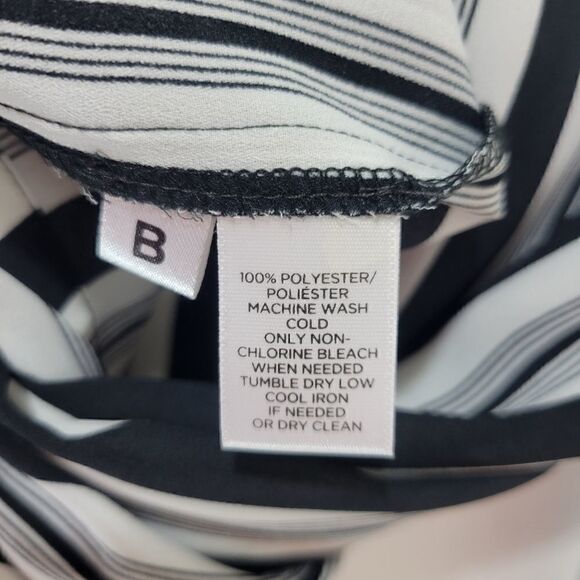 B
100% POLYESTER/
POLIÉSTER
MACHINE WASH
COLD
ONLY NON-
CHLORINE BLEACH
WHEN NEEDED
TUMBLE DRY LOW
COOL IRON
IF NEEDED
OR DRY CLEAN